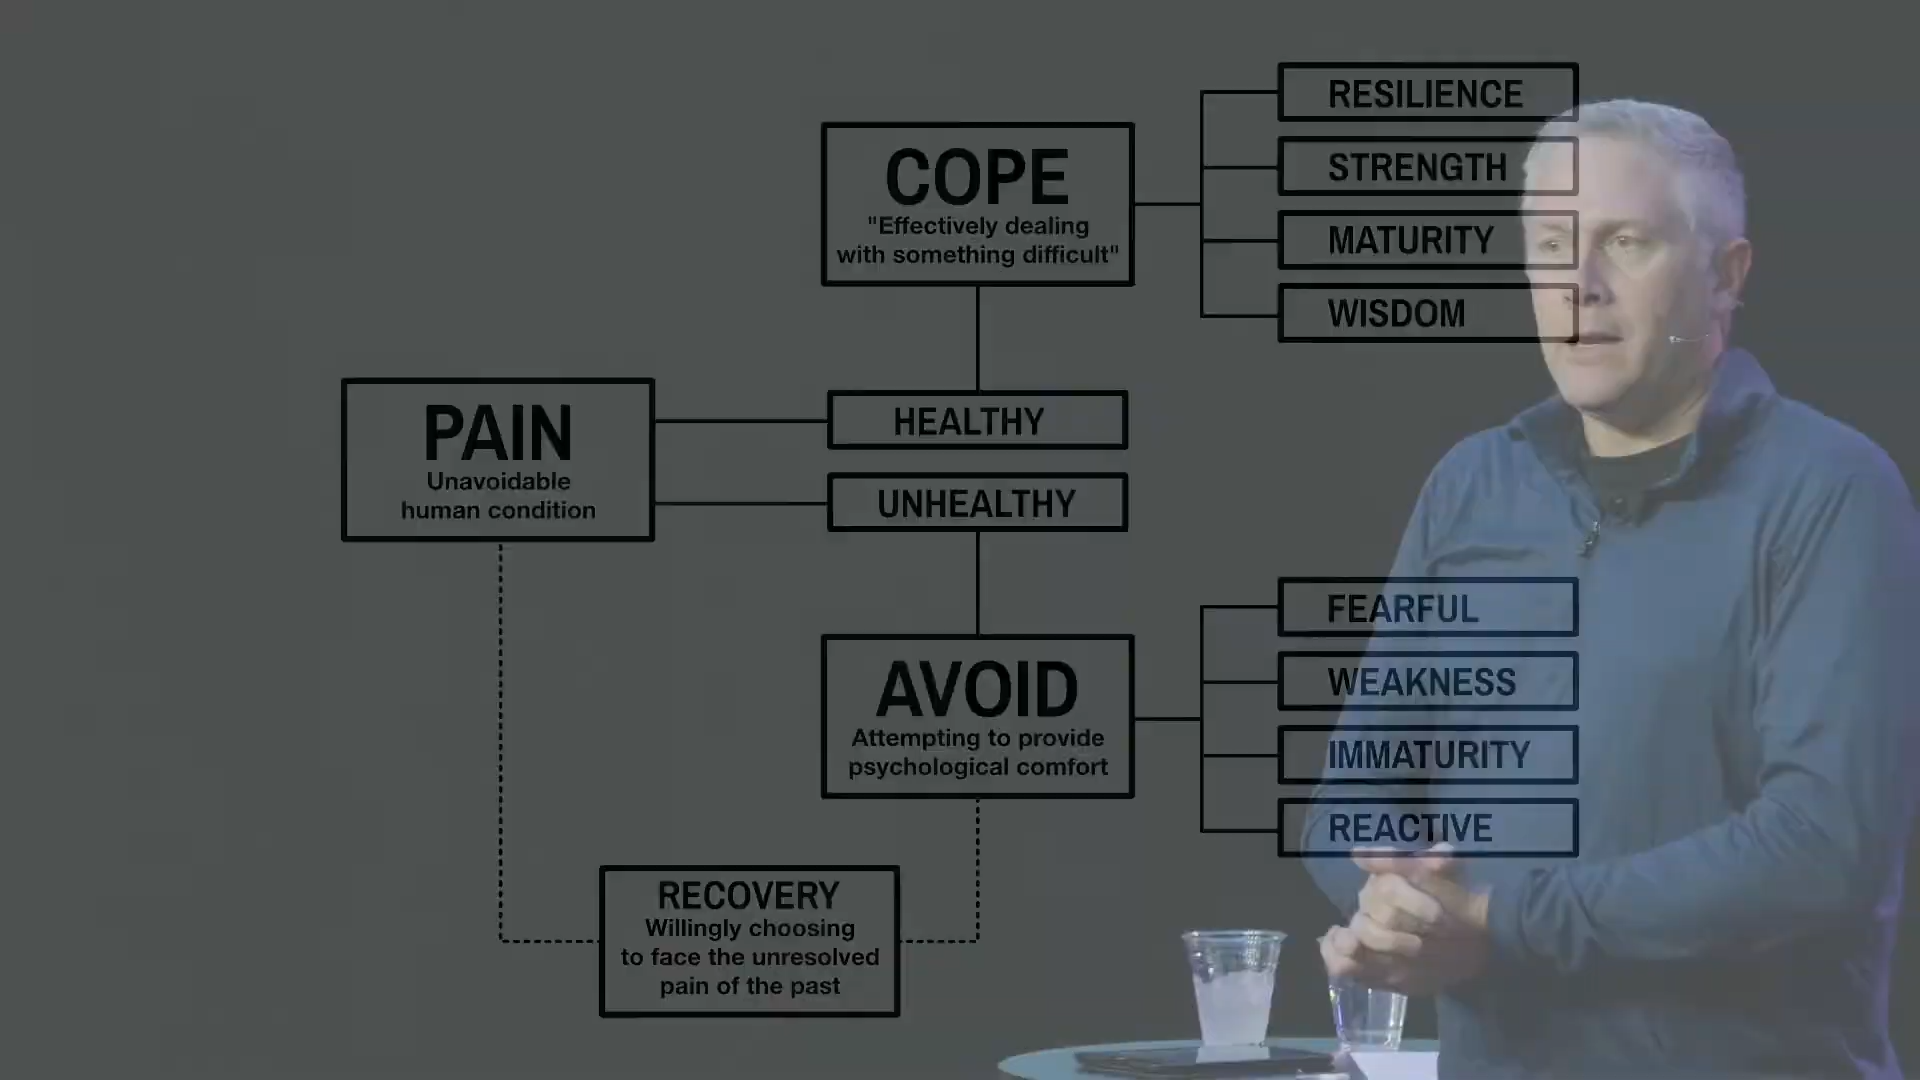 RESILIENCE
STRENGTH
MATURITY
WISDOM
COPE
"Effectively dealing
with something difficult"
PAIN
Unavoidable
human condition
HEALTHY
UNHEALTHY
AVOID
Attempting to provide
psychological comfort
FEARFUL
WEAKNESS
IMMATURITY
REACTIVE
RECOVERY
Willingly choosing
to face the unresolved
pain of the past